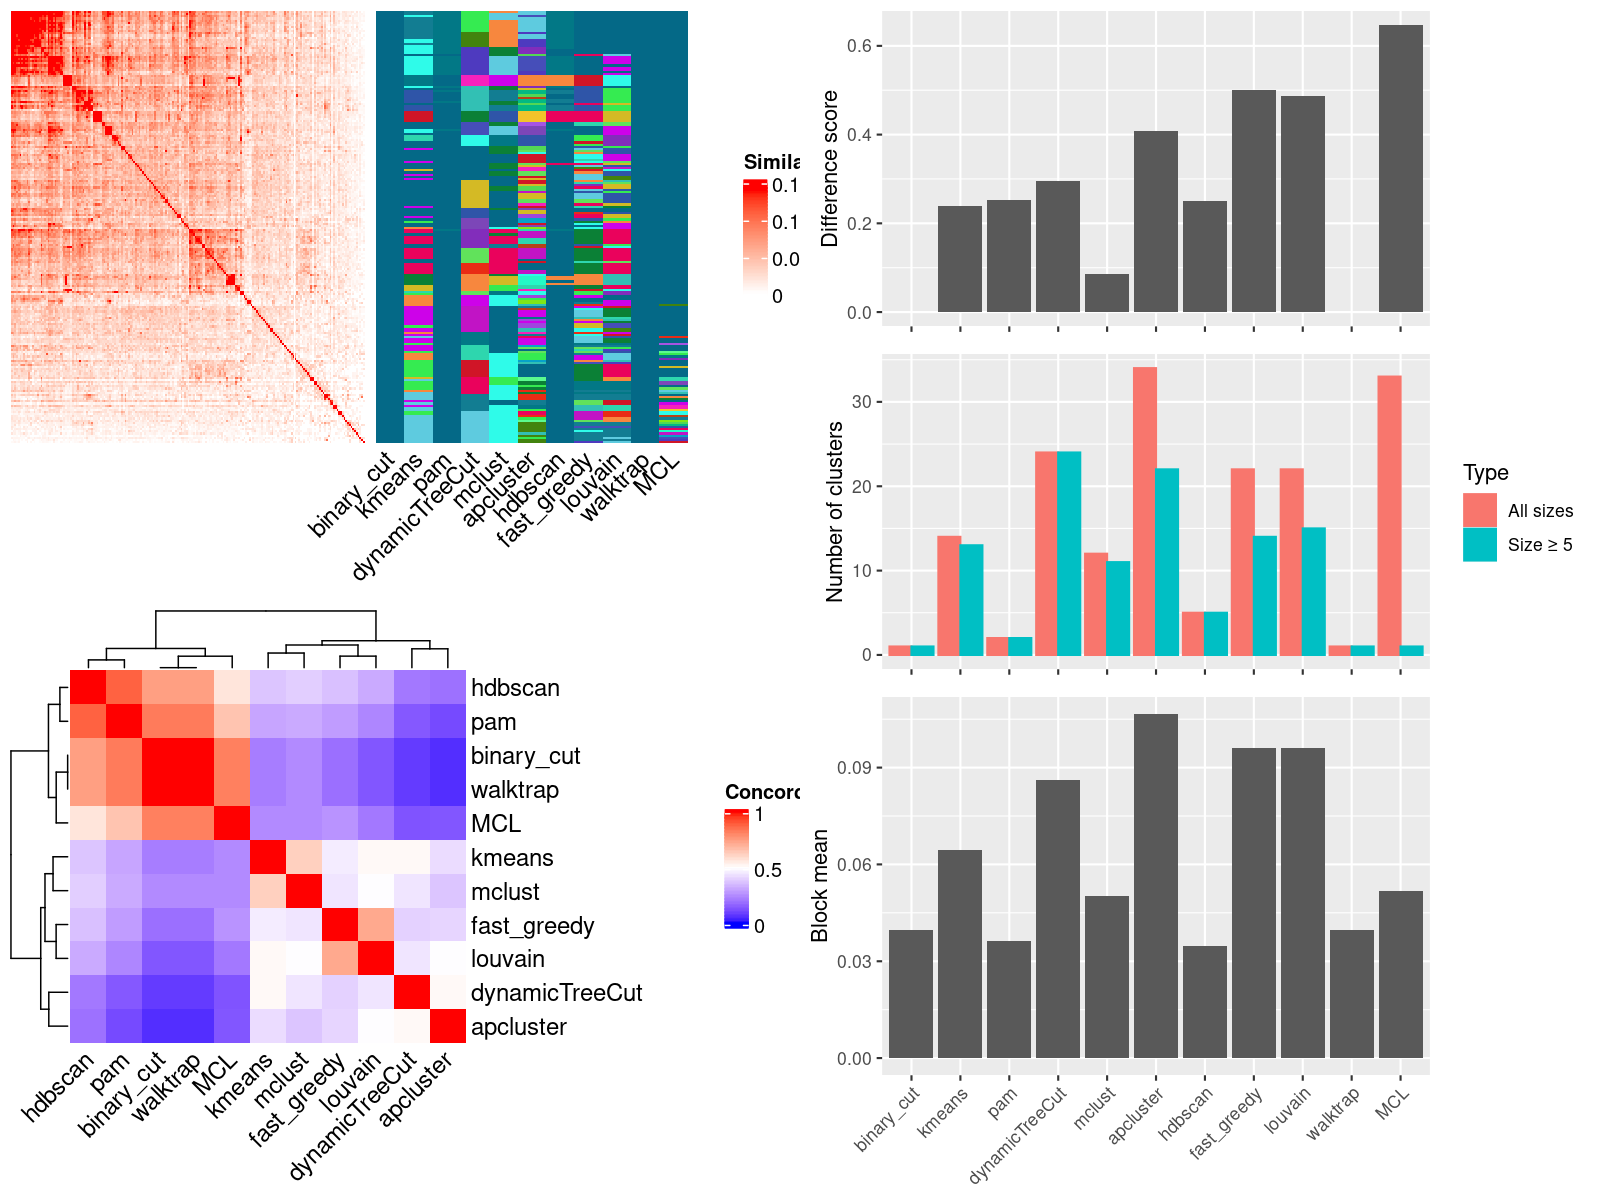 Simila
0.1
0.1
0.0
0
binary_cut
kmeans
pam
dynamicTreeCut
mclust
apcluster
hdbscan
fast_greedy
louvain
walktrap
MCL
hdbscan
pam
binary_cut
walktrap
MCL
kmeans
mclust
fast_greedy
louvain
dynamicTreeCut
apcluster
hdbscan
pam
binary_cut
walktrap
MCL
kmeans
mclust
fast_greedy
louvain
dynamicTreeCut
apcluster
Concord
1
0.5
0
Difference score
0.6
0.4
0.2
0.0
Number of clusters
30
20
10
0
Type
All sizes
Size ≥ 5
Block mean
0.09
0.06
0.03
0.00
binary_cut
kmeans
pam
dynamicTreeCut
mclust
apcluster
hdbscan
fast_greedy
louvain
walktrap
MCL